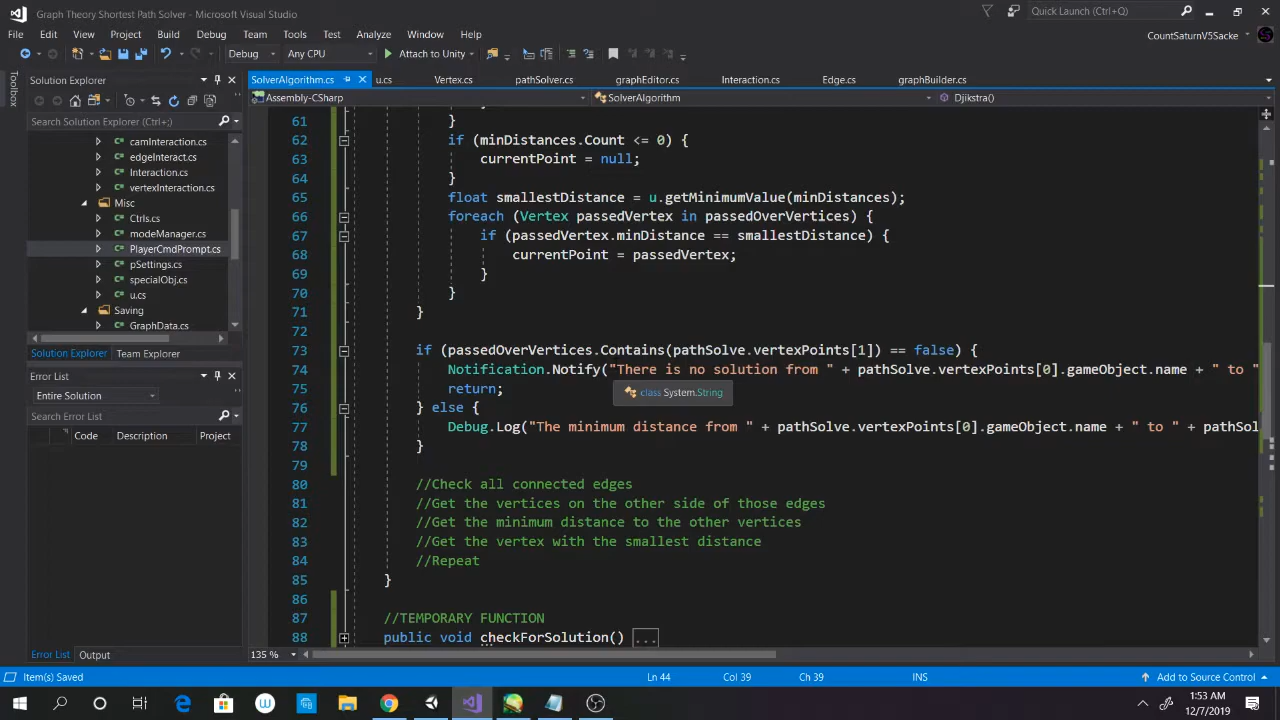 Graph Theory Shortest Path Solver - Microsoft Visual Studio
Quick Launch (Ctrl+Q)
File Edit View Project Build Debug Team Tools Test Analyze Window Help
CountSaturnV5Sacke
Debug Any CPU Attach to Unity
Toolbox
Solution Explorer
SolverAlgorithm.cs u.cs Vertex.cs pathSolver.cs graphEditor.cs Interaction.cs Edge.cs graphBuilder.cs
Assembly-CSharp SolverAlgorithm Djikstra()
Search Solution Explorer (Ctrl+;)
camInteraction.cs
edgeInteract.cs
Interaction.cs
vertexInteraction.cs
Misc
Ctrls.cs
modeManager.cs
PlayerCmdPrompt.cs
pSettings.cs
specialObj.cs
u.cs
Saving
GraphData.cs
Solution Explorer Team Explorer
Error List
Entire Solution
Search Error List
Code Description Project
Error List Output
61 }
62 if (minDistances.Count <= 0) {
63 currentPoint = null;
64 }
65 float smallestDistance = u.getMinimumValue(minDistances);
66 foreach (Vertex passedVertex in passedOverVertices) {
67 if (passedVertex.minDistance == smallestDistance) {
68 currentPoint = passedVertex;
69 }
70 }
71 }
72
73 if (passedOverVertices.Contains(pathSolve.vertexPoints[1]) == false) {
74 Notification.Notify("There is no solution from " + pathSolve.vertexPoints[0].gameObject.name + " to "
75 return;
class System.String
76 } else {
77 Debug.Log("The minimum distance from " + pathSolve.vertexPoints[0].gameObject.name + " to " + pathSol
78 }
79
80 //Check all connected edges
81 //Get the vertices on the other side of those edges
82 //Get the minimum distance to the other vertices
83 //Get the vertex with the smallest distance
84 //Repeat
85 }
86
87 //TEMPORARY FUNCTION
88 public void checkForSolution() ...
135 %
Item(s) Saved Ln 44 Col 39 Ch 39 INS Add to Source Control
1:53 AM
12/7/2019